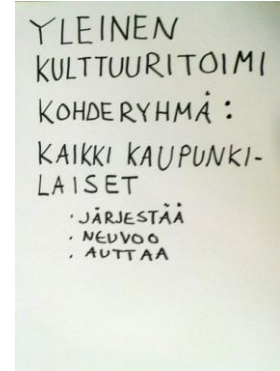 YLEINEN
KULTTUURITOIMI
KOHDERYHMÄ:
KAIKKI KAUPUNKI-
LAISET
· JÄRJESTÄÄ
· NEUVOO
· AUTTAA